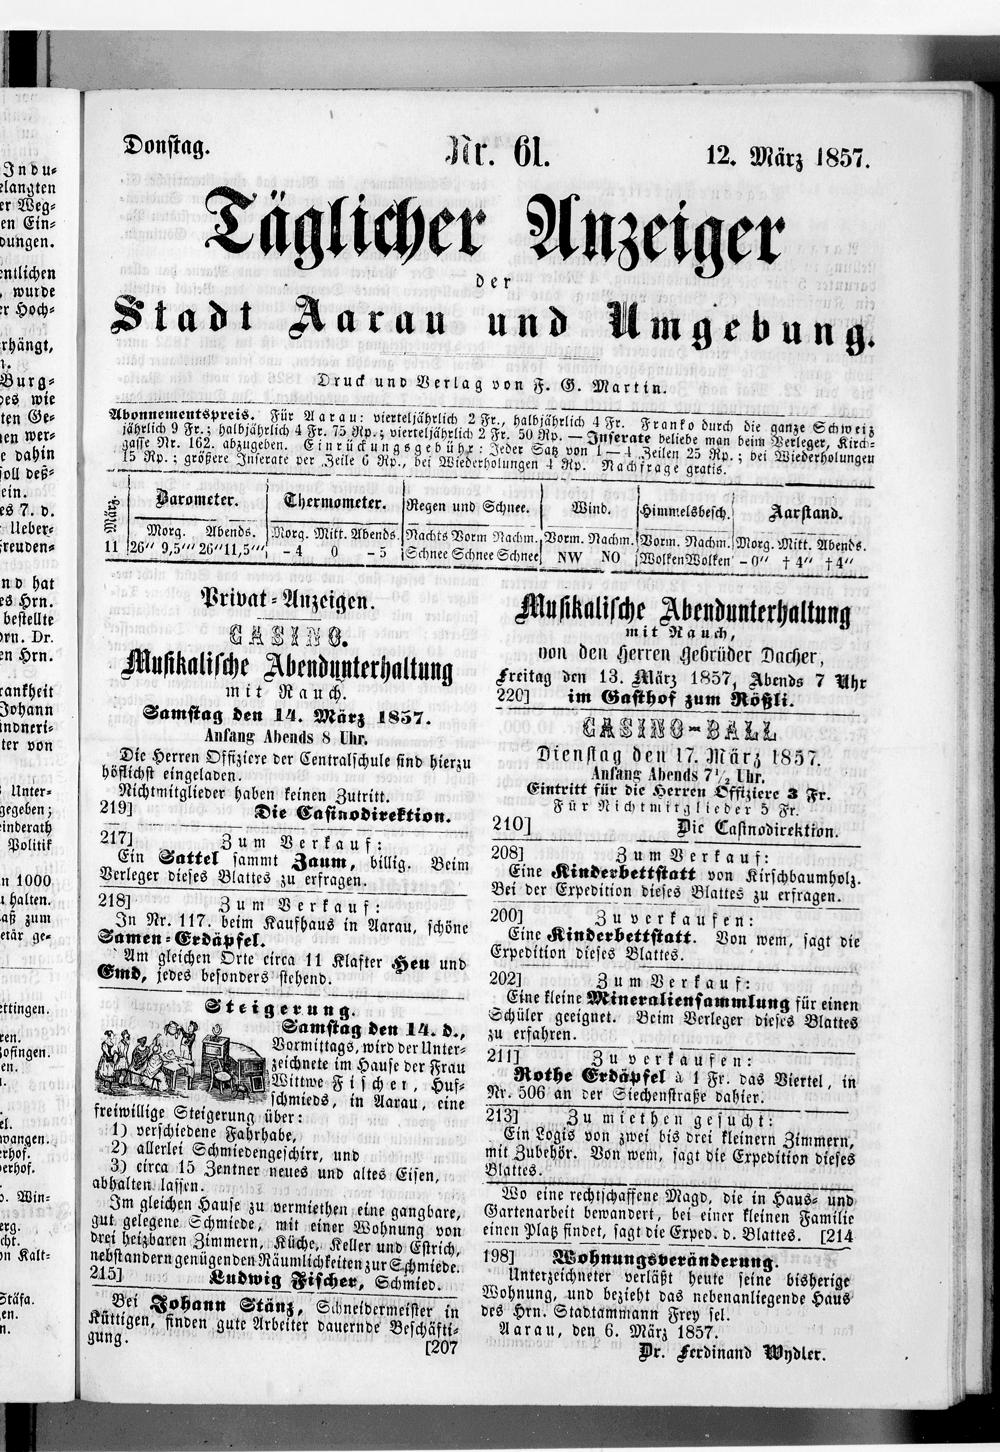 Donstag.
Nr. 61.
12. März 1857.
Täglicher Anzeiger
der
Stadt Aarau und Umgebung.
Druck und Verlag von F. G. Martin.
Abonnementspreis. Für Aarau: vierteljährlich 2 Fr., halbjährlich 4 Fr. Franko durch die ganze Schweiz
jährlich 9 Fr.; halbjährlich 4 Fr. 75 Rp.; vierteljährlich 2 Fr. 50 Rp. — Inserate beliebe man beim Verleger, Kirch-
gasse Nr. 162. abzugeben. Einrückungsgebühr: Jeder Satz von 1—4 Zeilen 25 Rp.; bei Wiederholungen
15 Rp.; größere Inserate per Zeile 6 Rp., bei Wiederholungen 4 Rp. Nachfrage gratis.
März. Barometer. Thermometer. Regen und Schnee. Wind. Himmelsbesch. Aarstand.
Morg. Abends. Morg. Mitt. Abends. Nachts Vorm Nachm. Vorm. Nachm. Vorm. Nachm. Morg. Mitt. Abends.
11 26" 9,5"' 26"11,5"' -4 0 -5 Schnee Schnee Schnee NW NO Wolken Wolken -0" †4" †4"
Privat-Anzeigen.
CASINO.
Musikalische Abendunterhaltung
mit Rauch.
Samstag den 14. März 1857.
Anfang Abends 8 Uhr.
Die Herren Offiziere der Centralschule sind hierzu
höflichst eingeladen.
Nichtmitglieder haben keinen Zutritt.
219] Die Casinodirektion.
217] Zum Verkauf:
Ein Sattel sammt Zaum, billig. Beim
Verleger dieses Blattes zu erfragen.
218] Zum Verkauf:
In Nr. 117. beim Kaufhaus in Aarau, schöne
Samen-Erdäpfel.
Am gleichen Orte circa 11 Klafter Heu und
Emd, jedes besonders stehend.
Steigerung.
Samstag den 14. d.,
Vormittags, wird der Unter-
zeichnete im Hause der Frau
Wittwe Fischer, Huf-
schmieds, in Aarau, eine
freiwillige Steigerung über:
1) verschiedene Fahrhabe,
2) allerlei Schmiedengeschirr, und
3) circa 15 Zentner neues und altes Eisen,
abhalten lassen.
Im gleichen Hause zu vermiethen eine gangbare,
gut gelegene Schmiede, mit einer Wohnung von
drei heizbaren Zimmern, Küche, Keller und Estrich,
nebst andern genügenden Räumlichkeiten zur Schmiede.
215] Ludwig Fischer, Schmied.
Bei Johann Stänz, Schneidermeister in
Küttigen, finden gute Arbeiter dauernde Beschäfti-
gung. [207
Musikalische Abendunterhaltung
mit Rauch,
von den Herren Gebrüder Dacher,
Freitag den 13. März 1857, Abends 7 Uhr
220] im Gasthof zum Rößli.
CASINO-BALL
Dienstag den 17. März 1857.
Anfang Abends 7½ Uhr.
Eintritt für die Herren Offiziere 3 Fr.
Für Nichtmitglieder 5 Fr.
210] Die Casinodirektion.
208] Zum Verkauf:
Eine Kinderbettstatt von Kirschbaumholz.
Bei der Expedition dieses Blattes zu erfragen.
200] Zu verkaufen:
Eine Kinderbettstatt. Von wem, sagt die
Expedition dieses Blattes.
202] Zum Verkauf:
Eine kleine Mineraliensammlung für einen
Schüler geeignet. Beim Verleger dieses Blattes
zu erfahren.
211] Zu verkaufen:
Rothe Erdäpfel à 1 Fr. das Viertel, in
Nr. 506 an der Siechenstraße dahier.
213] Zu miethen gesucht:
Ein Logis von zwei bis drei kleinern Zimmern,
mit Zubehör. Von wem, sagt die Expedition dieses
Blattes.
Wo eine rechtschaffene Magd, die in Haus- und
Gartenarbeit bewandert, bei einer kleinen Familie
einen Platz findet, sagt die Exped. d. Blattes. [214
198] Wohnungsveränderung.
Unterzeichneter verläßt heute seine bisherige
Wohnung, und bezieht das nebenanliegende Haus
des Hrn. Stadtammann Frey sel.
Aarau, den 6. März 1857.
Dr. Ferdinand Wydler.